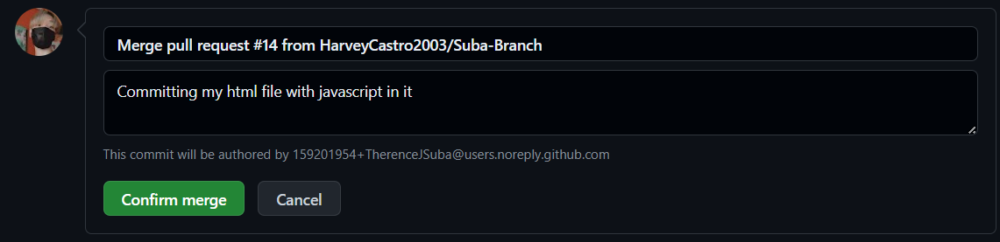 Merge pull request #14 from HarveyCastro2003/Suba-Branch
Committing my html file with javascript in it
This commit will be authored by 159201954+TherenceJSuba@users.noreply.github.com
Confirm merge
Cancel